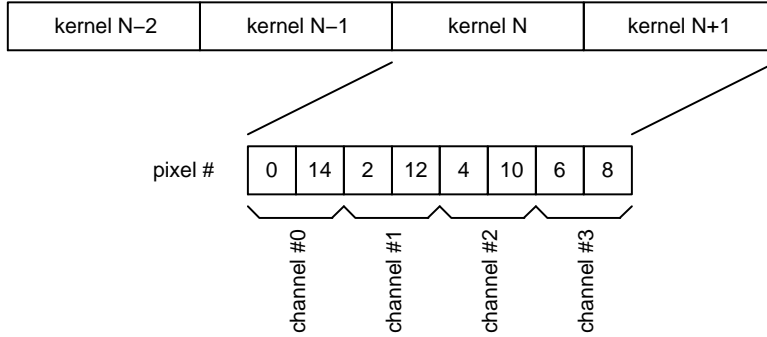 kernel N−2 kernel N−1 kernel N kernel N+1
pixel # 0 14 2 12 4 10 6 8
channel #0 channel #1 channel #2 channel #3